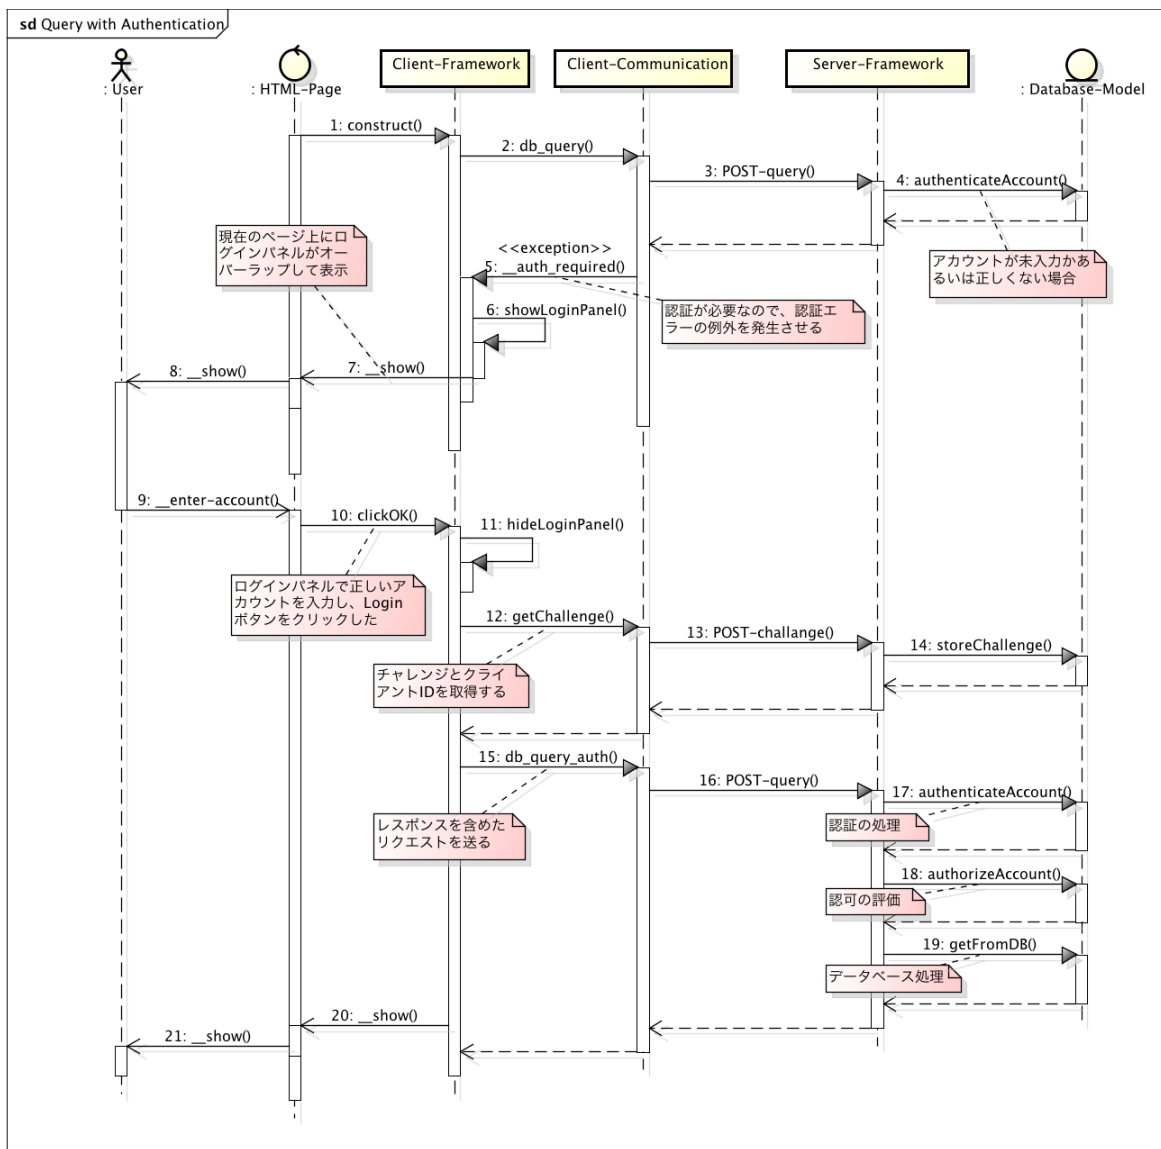 sd Query with Authentication
: User
: HTML-Page
Client-Framework
Client-Communication
Server-Framework
: Database-Model
1: construct()
2: db_query()
3: POST-query()
4: authenticateAccount()
現在のページ上にロ
グインパネルがオー
バーラップして表示
<<exception>>
5: __auth_required()
アカウントが未入力かあ
るいは正しくない場合
認証が必要なので、認証エ
ラーの例外を発生させる
6: showLoginPanel()
7: __show()
8: __show()
9: __enter-account()
10: clickOK()
11: hideLoginPanel()
ログインパネルで正しいア
カウントを入力し、Login
ボタンをクリックした
12: getChallenge()
13: POST-challange()
14: storeChallenge()
チャレンジとクライ
アントIDを取得する
15: db_query_auth()
16: POST-query()
17: authenticateAccount()
レスポンスを含めた
リクエストを送る
認証の処理
18: authorizeAccount()
認可の評価
19: getFromDB()
データベース処理
20: __show()
21: __show()